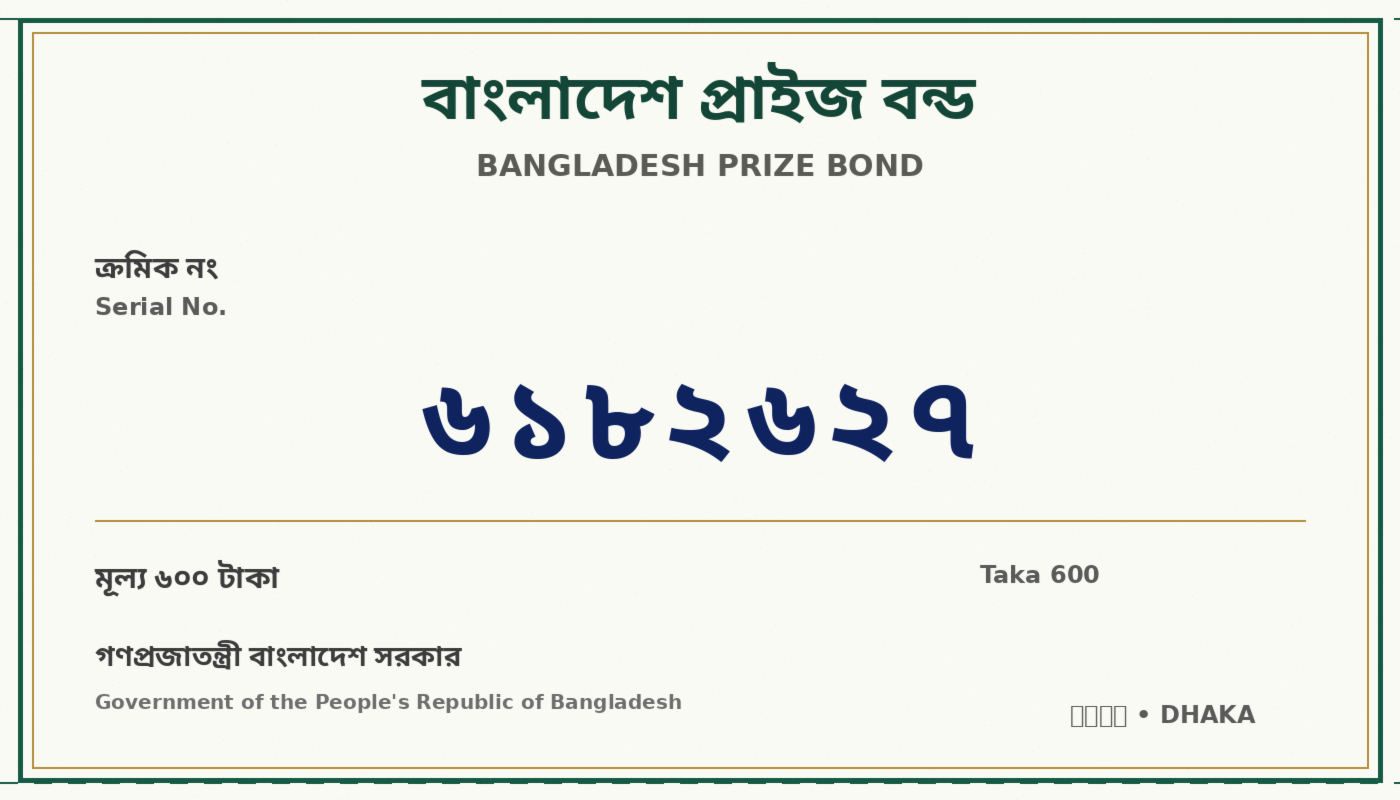 বাংলাদেশ প্রাইজ বন্ড
BANGLADESH PRIZE BOND
ক্রমিক নং
Serial No.
৬১৮২৬২৭
মূল্য ৬০০ টাকা
Taka 600
গণপ্রজাতন্ত্রী বাংলাদেশ সরকার
Government of the People's Republic of Bangladesh
• DHAKA